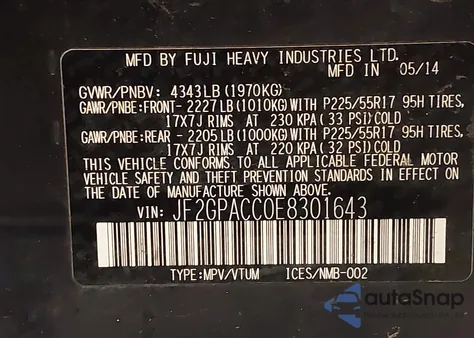 MFD BY FUJI HEAVY INDUSTRIES LTD.
MFD IN 05/14
GVWR/PNBV: 4343LB(1970KG)
GAWR/PNBE:FRONT-2227LB(1010KG)WITH P225/55R17 95H TIRES,
17X7J RIMS AT 230 KPA(33 PSI)COLD
GAWR/PNBE:REAR -2205LB(1000KG)WITH P225/55R17 95H TIRES,
17X7J RIMS AT 220 KPA(32 PSI)COLD
THIS VEHICLE CONFORMS TO ALL APPLICABLE FEDERAL MOTOR
VEHICLE SAFETY AND THEFT PREVENTION STANDARDS IN EFFECT ON
THE DATE OF MANUFACTURE SHOWN ABOVE.
VIN: JF2GPACC0E8301643
TYPE:MPV/VTUM ICES/NMB-002
autoSnap